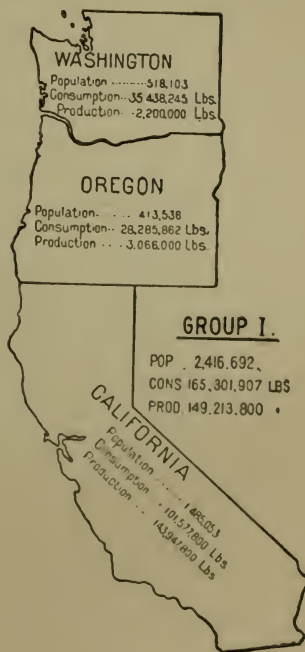 WASHINGTON
Population ......... 518,103
Consumption.. 35 438,245 Lbs.
Production . 2,200,000 Lbs.
OREGON
Population. ... 413,536
Consumption... 28,285,862 Lbs.
Production ... 3,066,000 Lbs.
GROUP I.
POP . 2,416,692.
CONS 165,301,907 LBS
PROD 149,213,800 "
CALIFORNIA
Population ....... 1,485,053
Consumption . 101,577,800 Lbs
Production ... 143,947,800 Lbs